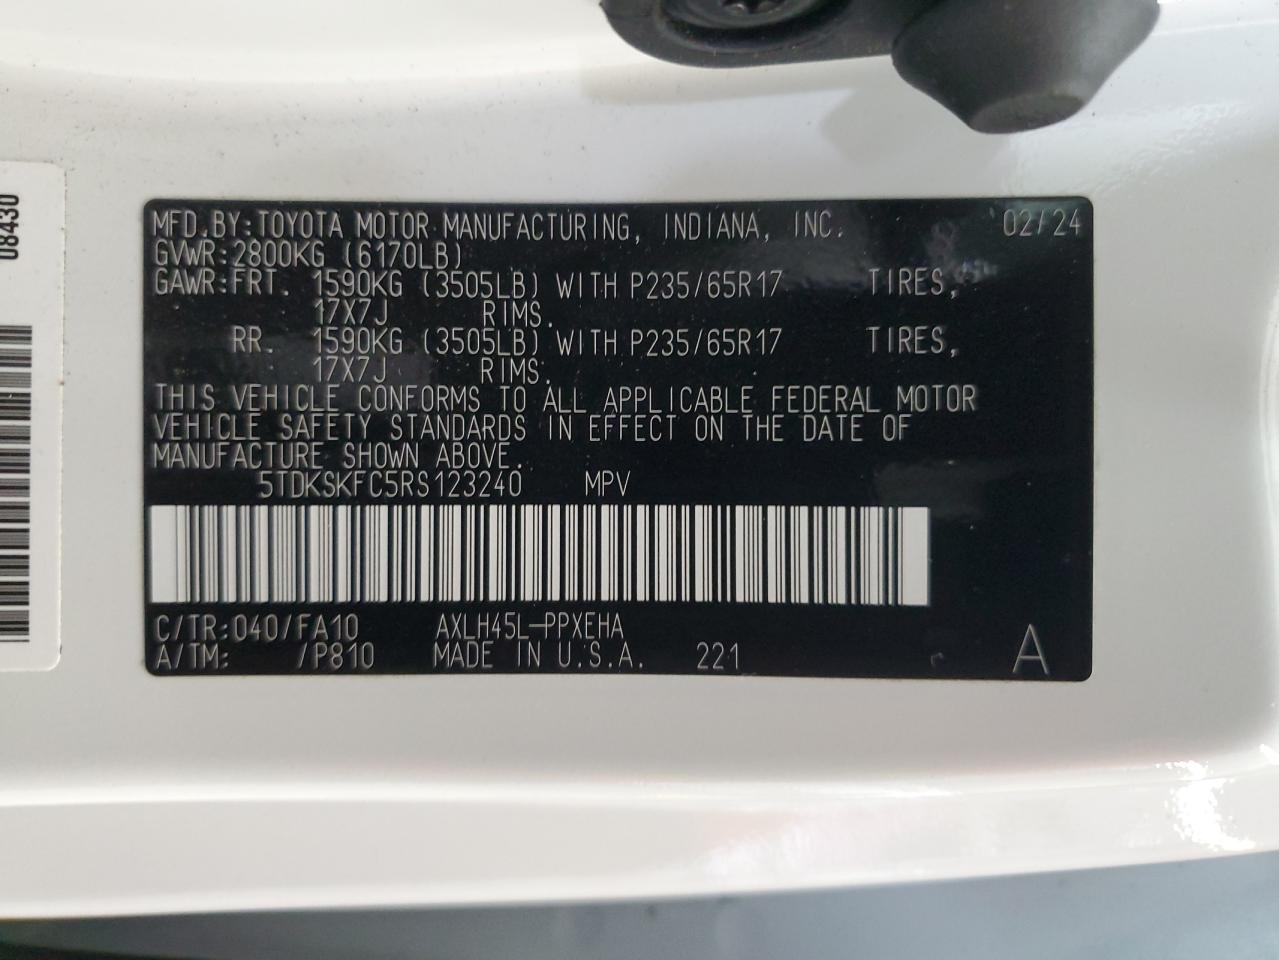 MFD.BY:TOYOTA MOTOR MANUFACTURING, INDIANA, INC. 02/24
GVWR:2800KG (6170LB)
GAWR:FRT. 1590KG (3505LB) WITH P235/65R17 TIRES,
17X7J RIMS.
RR. 1590KG (3505LB) WITH P235/65R17 TIRES,
17X7J RIMS.
THIS VEHICLE CONFORMS TO ALL APPLICABLE FEDERAL MOTOR
VEHICLE SAFETY STANDARDS IN EFFECT ON THE DATE OF
MANUFACTURE SHOWN ABOVE.
5TDKSKFC5RS123240 MPV
C/TR:040/FA10 AXLH45L-PPXEHA
A/TM: /P810 MADE IN U.S.A. 221 A
08430